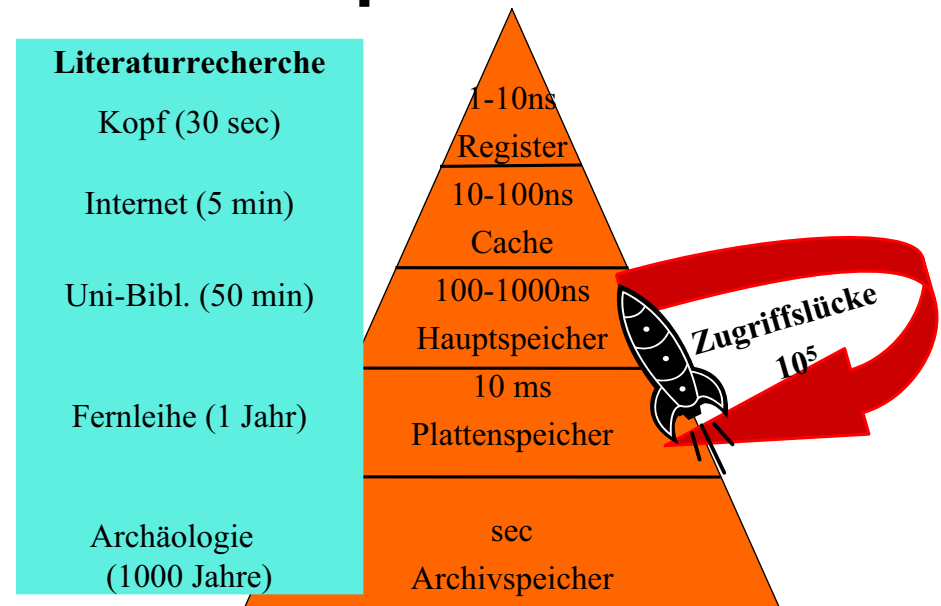 Literaturrecherche
Kopf (30 sec)
Internet (5 min)
Uni-Bibl. (50 min)
Fernleihe (1 Jahr)
Archäologie
(1000 Jahre)
1-10ns
Register
10-100ns
Cache
100-1000ns
Hauptspeicher
10 ms
Plattenspeicher
sec
Archivspeicher
Zugriffslücke
10⁵